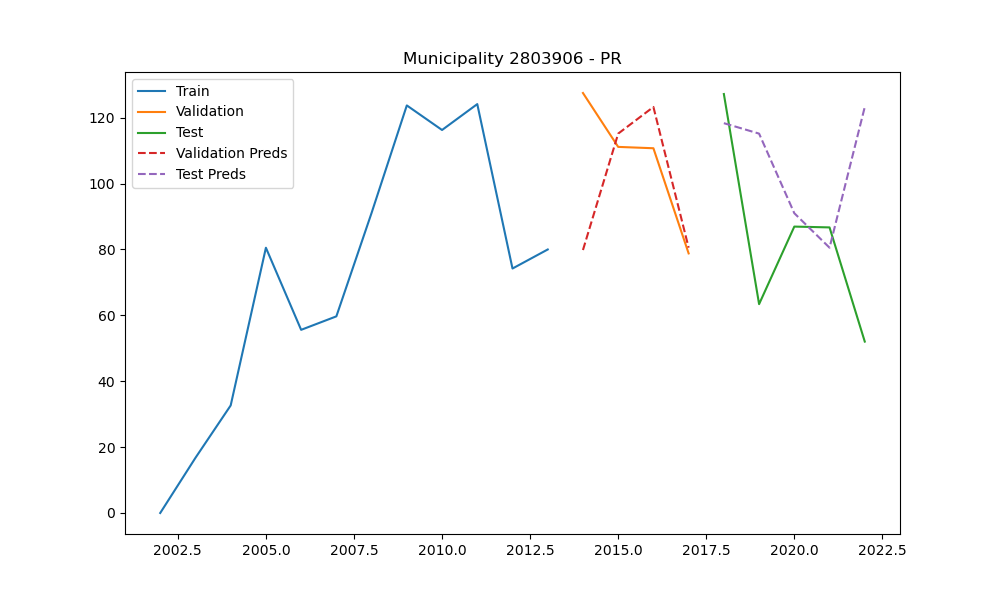 Municipality 2803906 - PR
Train
Validation
Test
Validation Preds
Test Preds
120
100
80
60
40
20
0
2002.5 2005.0 2007.5 2010.0 2012.5 2015.0 2017.5 2020.0 2022.5